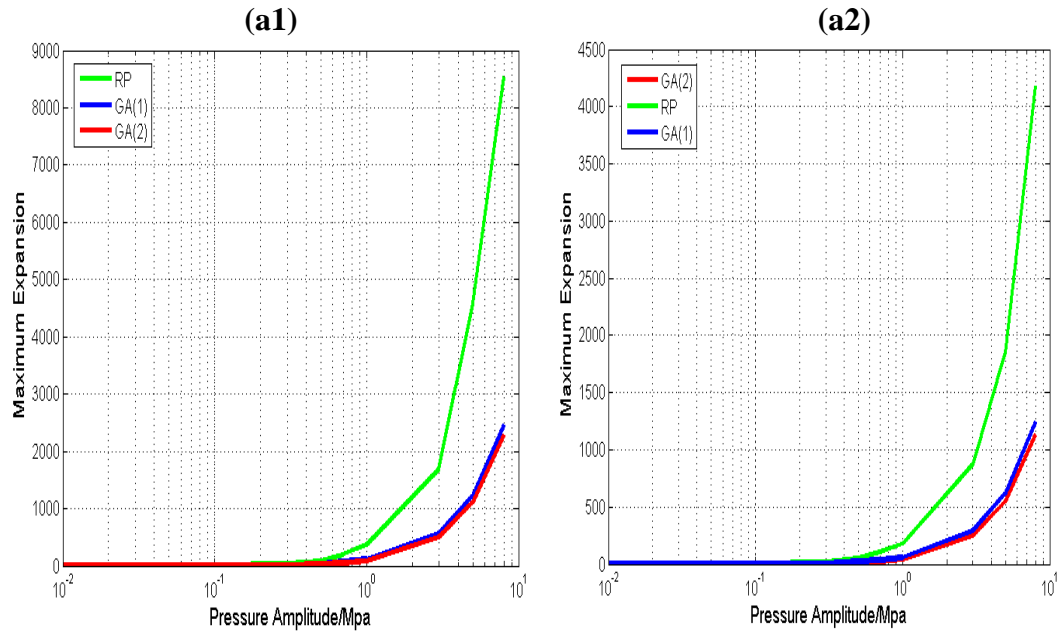 (a1)
9000
8000
7000
6000
5000
4000
3000
2000
1000
0
RP
GA(1)
GA(2)
Maximum Expansion
10^-2
10^-1
10^0
10^1
Pressure Amplitude/Mpa
(a2)
4500
4000
3500
3000
2500
2000
1500
1000
500
0
GA(2)
RP
GA(1)
Maximum Expansion
10^-2
10^-1
10^0
10^1
Pressure Amplitude/Mpa